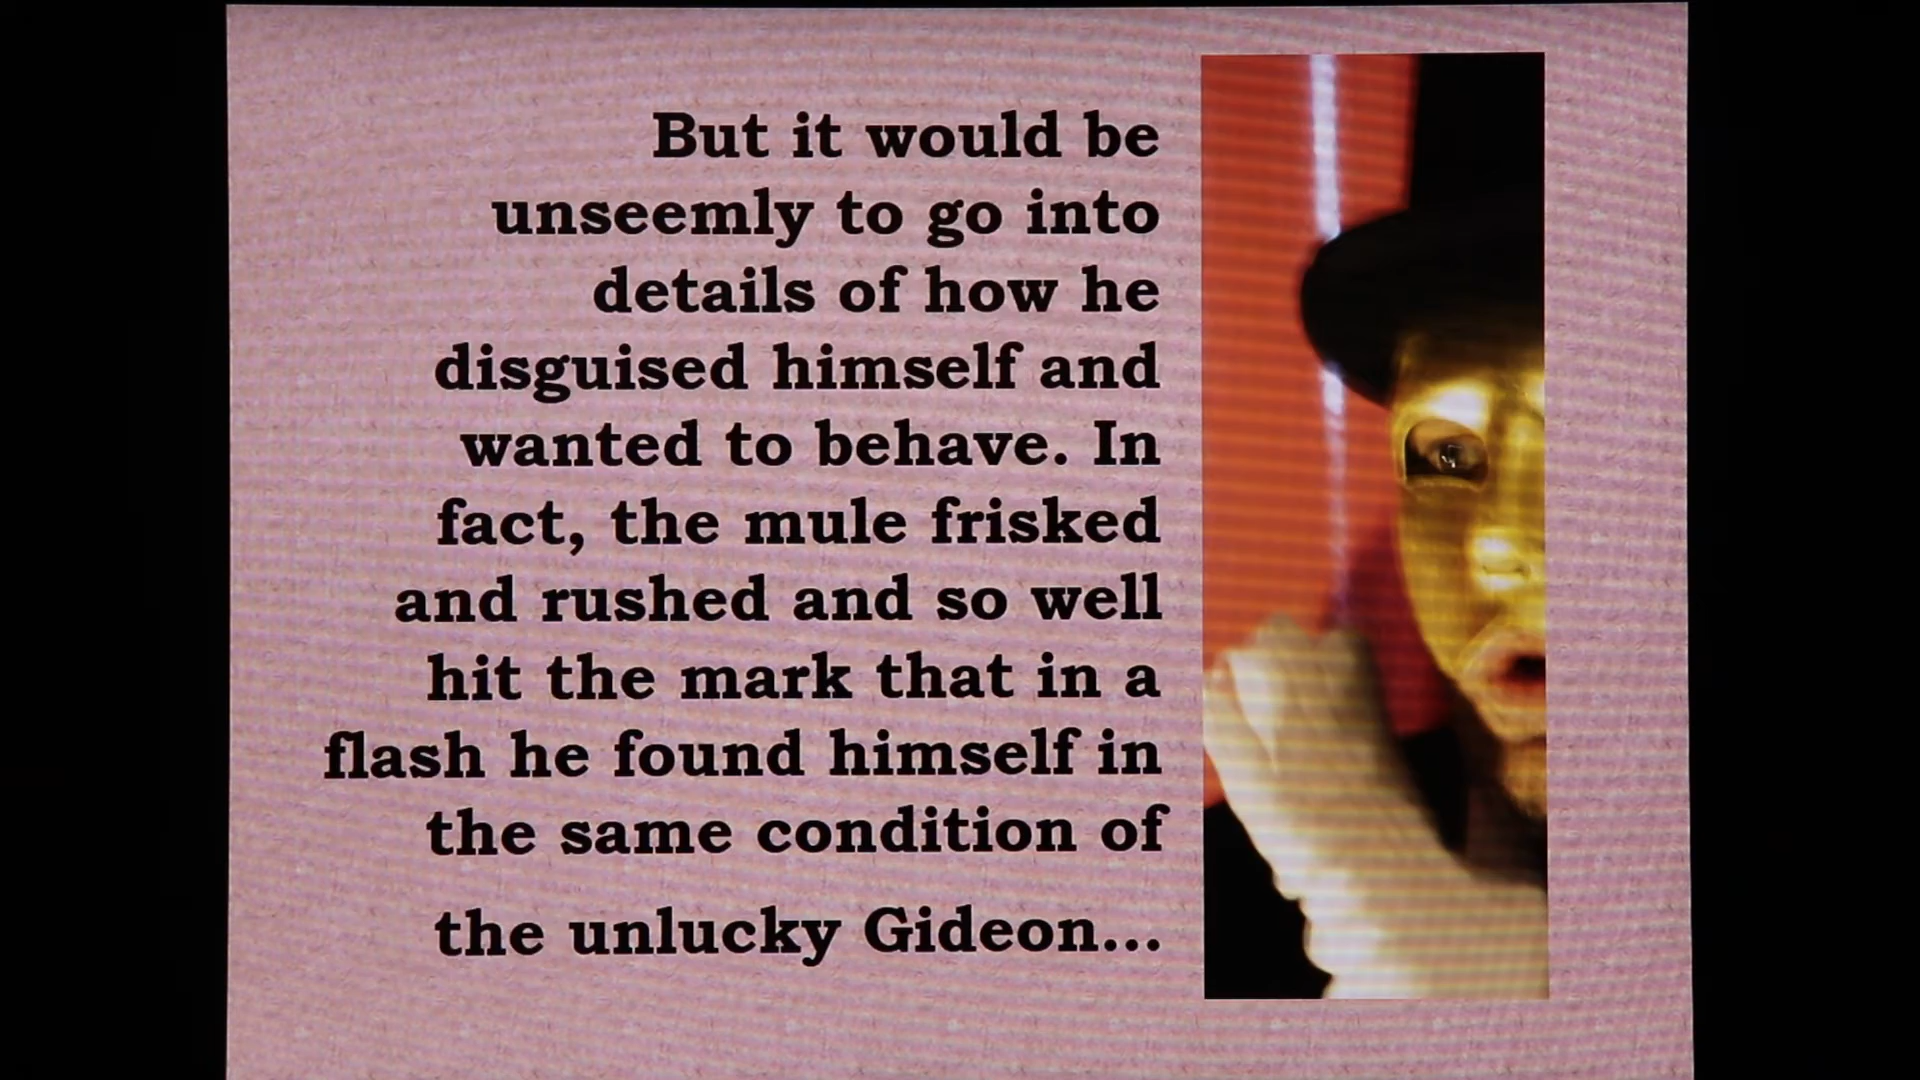 But it would be
unseemly to go into
details of how he
disguised himself and
wanted to behave. In
fact, the mule frisked
and rushed and so well
hit the mark that in a
flash he found himself in
the same condition of
the unlucky Gideon...